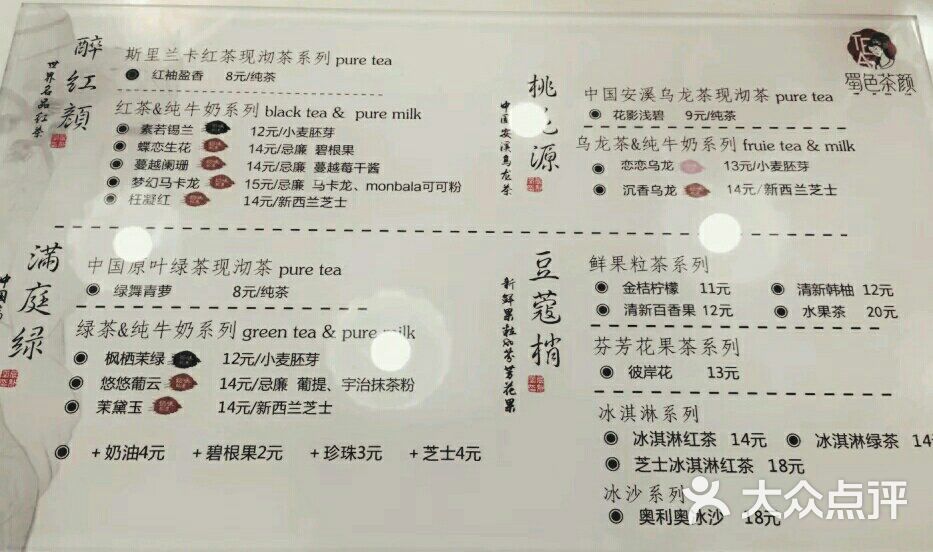 醉红顏
世界名品红茶
斯里兰卡红茶现沏茶系列 pure tea
红袖盈香 8元/纯茶
红茶&纯牛奶系列 black tea & pure milk
素若锡兰 12元/小麦胚芽
蝶恋生花 14元/忌廉 碧根果
蔓越阑珊 14元/忌廉 蔓越莓干酱
梦幻马卡龙 15元/忌廉 马卡龙、monbala可可粉
枉凝红 14元/新西兰芝士
桃花源
中国安溪乌龙茶
TEA
蜀色茶颜
中国安溪乌龙茶现沏茶 pure tea
花影浅碧 9元/纯茶
乌龙茶&纯牛奶系列 fruie tea & milk
恋恋乌龙 13元/小麦胚芽
沉香乌龙 14元/新西兰芝士
满庭绿
中国
中国原叶绿茶现沏茶 pure tea
绿舞青萝 8元/纯茶
绿茶&纯牛奶系列 green tea & pure milk
枫栖茉绿 12元/小麦胚芽
悠悠葡云 14元/忌廉 葡提、宇治抹茶粉
茉黛玉 14元/新西兰芝士
+奶油4元 +碧根果2元 +珍珠3元 +芝士4元
豆蔻梢
新鲜果粒 芬芳花果
鲜果粒茶系列
金桔柠檬 11元 清新韩柚 12元
清新百香果 12元 水果茶 20元
芬芳花果茶系列
彼岸花 13元
冰淇淋系列
冰淇淋红茶 14元 冰淇淋绿茶 14
芝士冰淇淋红茶 18元
冰沙系列
奥利奥冰沙 18元
大众点评